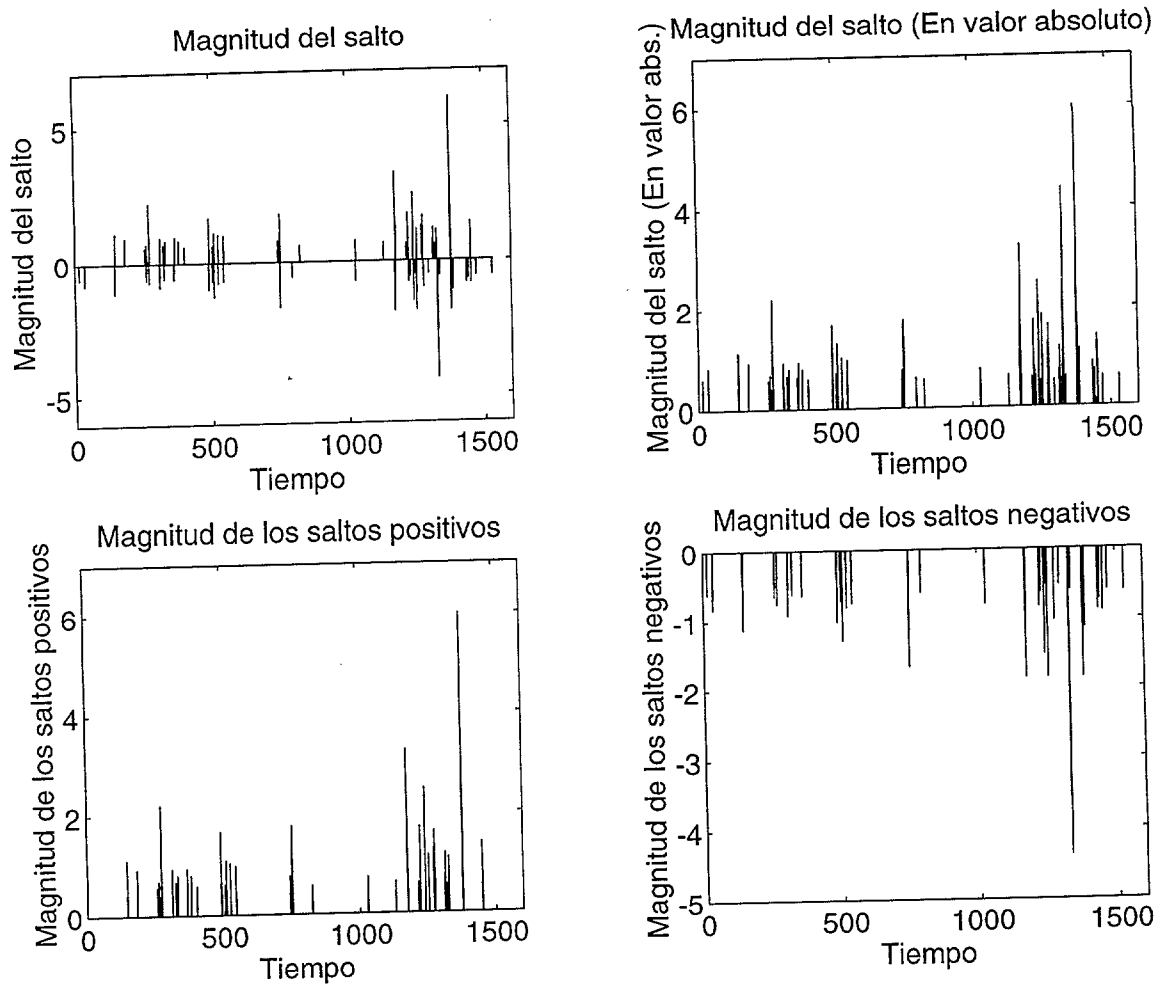 Magnitud del salto
Magnitud del salto
5
0
-5
0 500 1000 1500
Tiempo
Magnitud del salto (En valor absoluto)
Magnitud del salto (En valor abs.)
6
4
2
0
0 500 1000 1500
Tiempo
Magnitud de los saltos positivos
Magnitud de los saltos positivos
6
4
2
0
0 500 1000 1500
Tiempo
Magnitud de los saltos negativos
Magnitud de los saltos negativos
0
-1
-2
-3
-4
-5
0 500 1000 1500
Tiempo